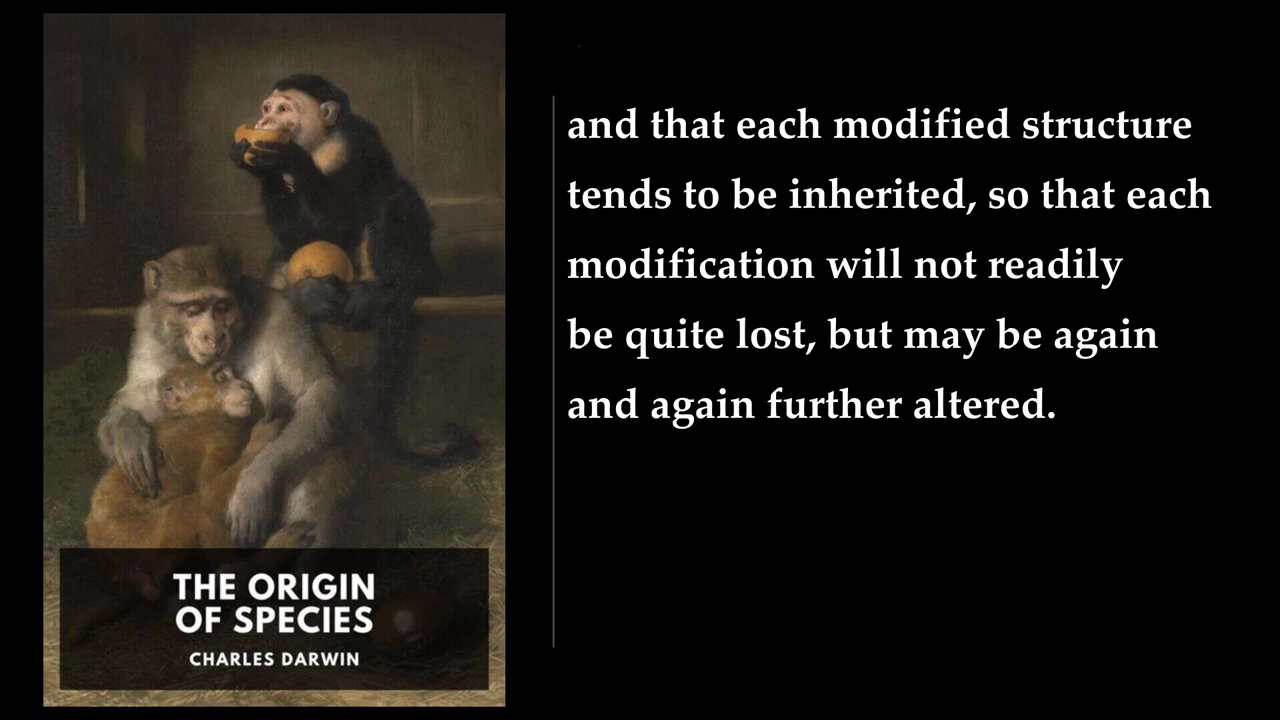 THE ORIGIN
OF SPECIES
CHARLES DARWIN
and that each modified structure
tends to be inherited, so that each
modification will not readily
be quite lost, but may be again
and again further altered.